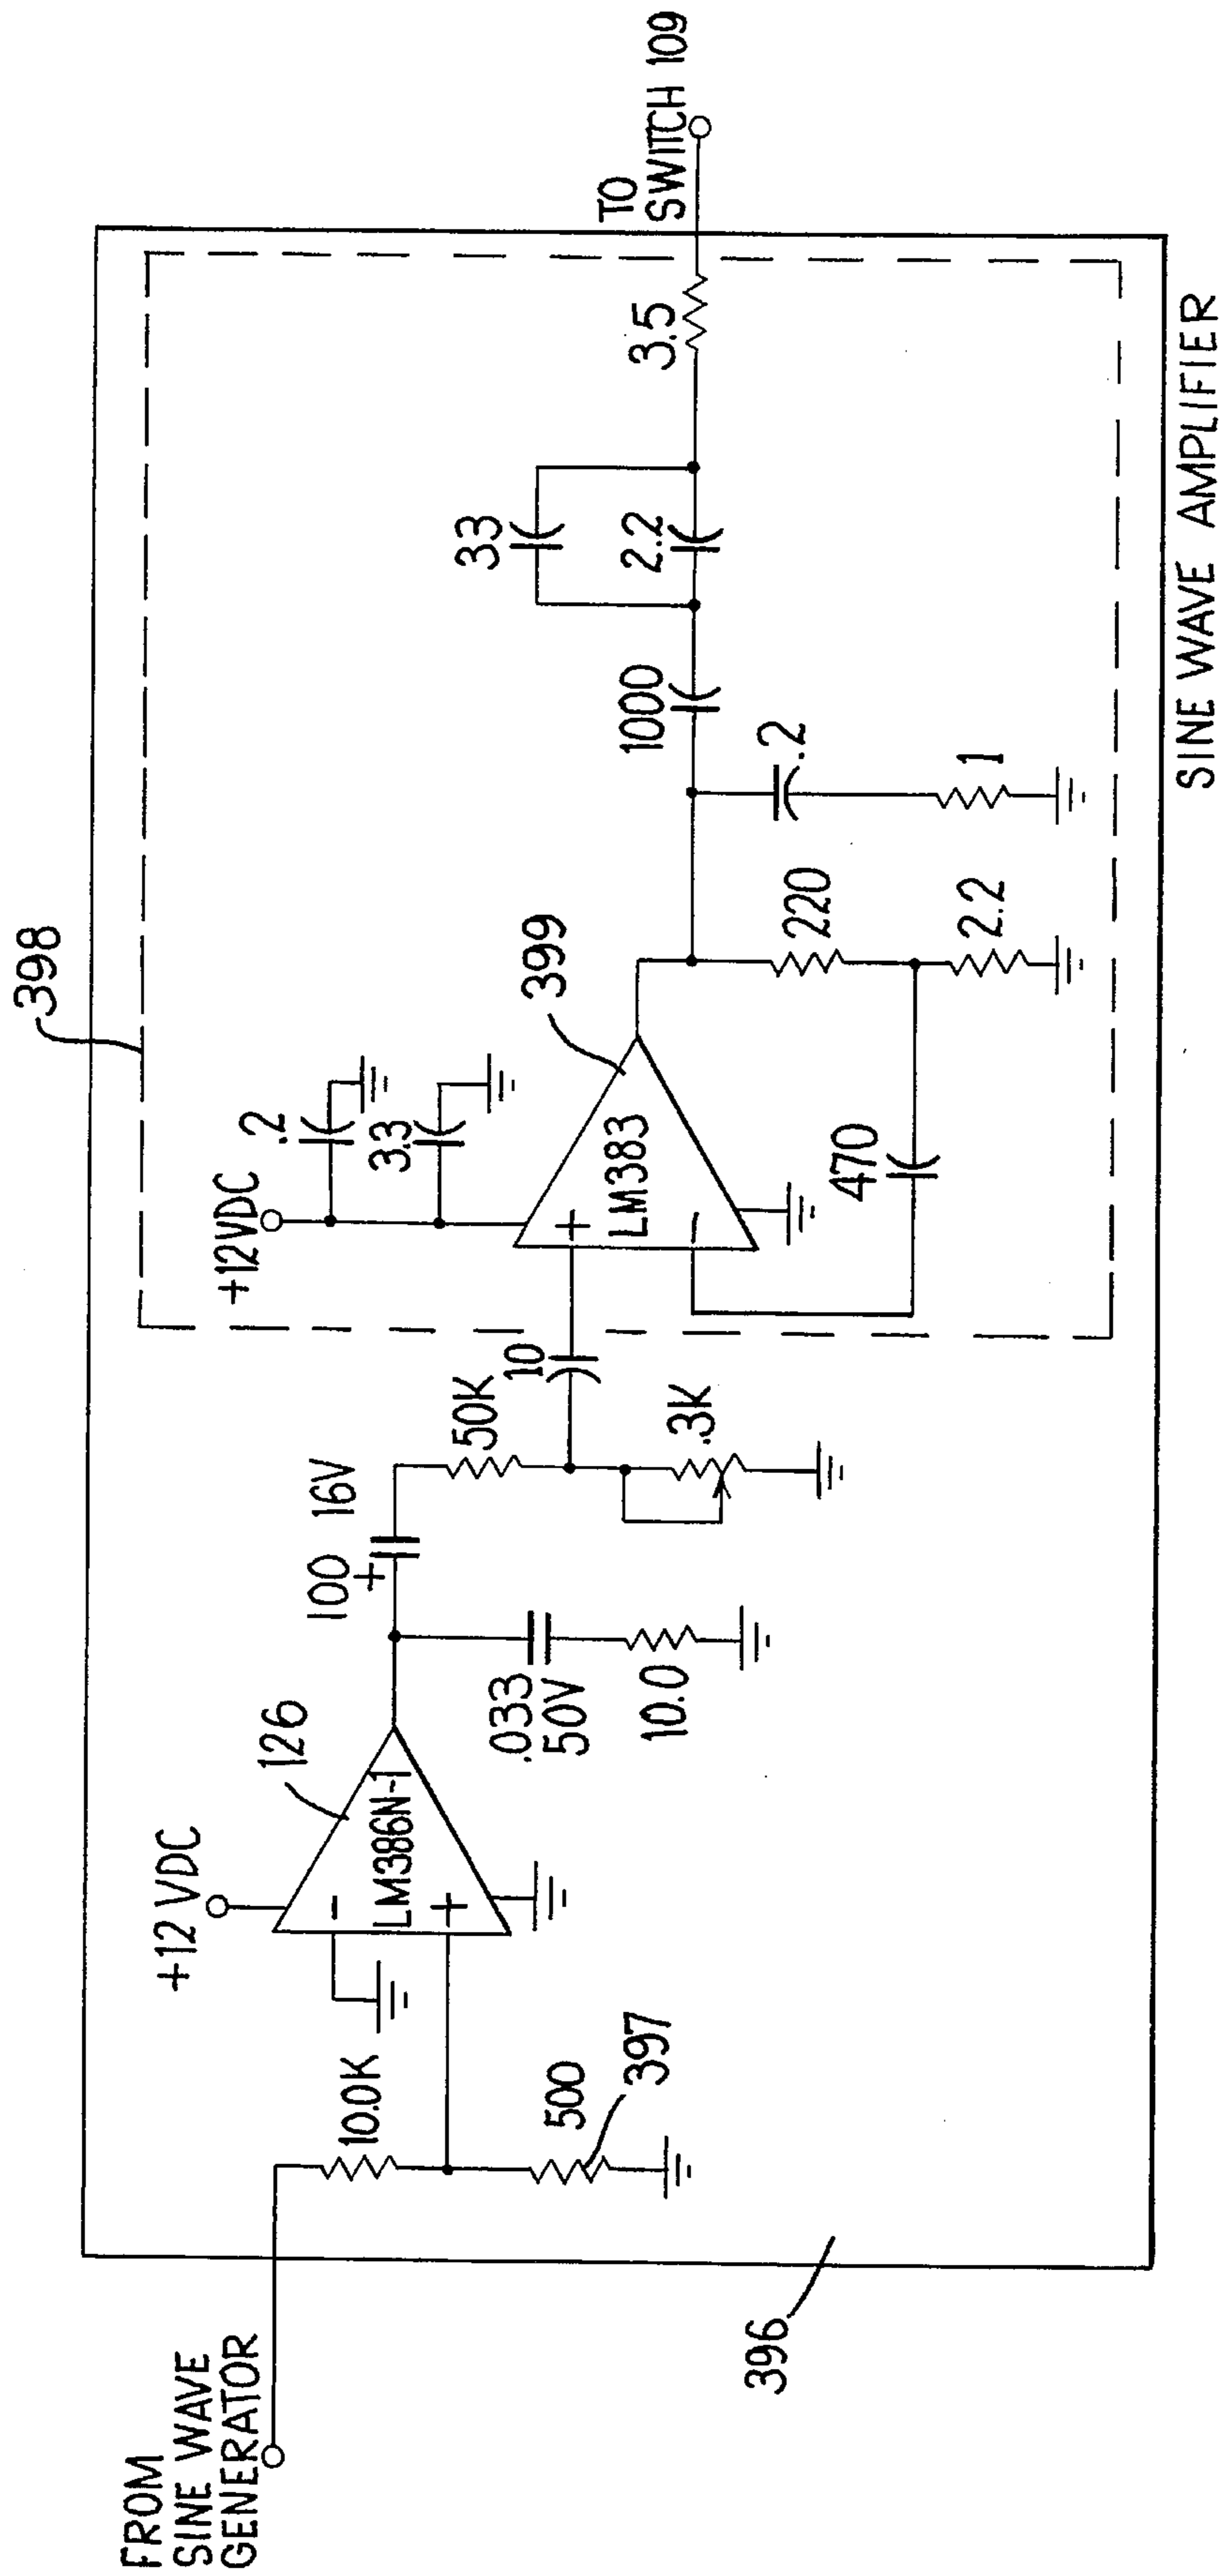 398
FROM
SINE WAVE
GENERATOR
10.0K
500
397
+12 VDC
126
-
LM386N-1
+
100
+
16V
.033
50V
10.0
50K
10
.3K
+12VDC
.2
3.3
399
+
LM383
-
470
220
2.2
.2
1
1000
33
2.2
3.5
TO
SWITCH 109
396
SINE WAVE AMPLIFIER